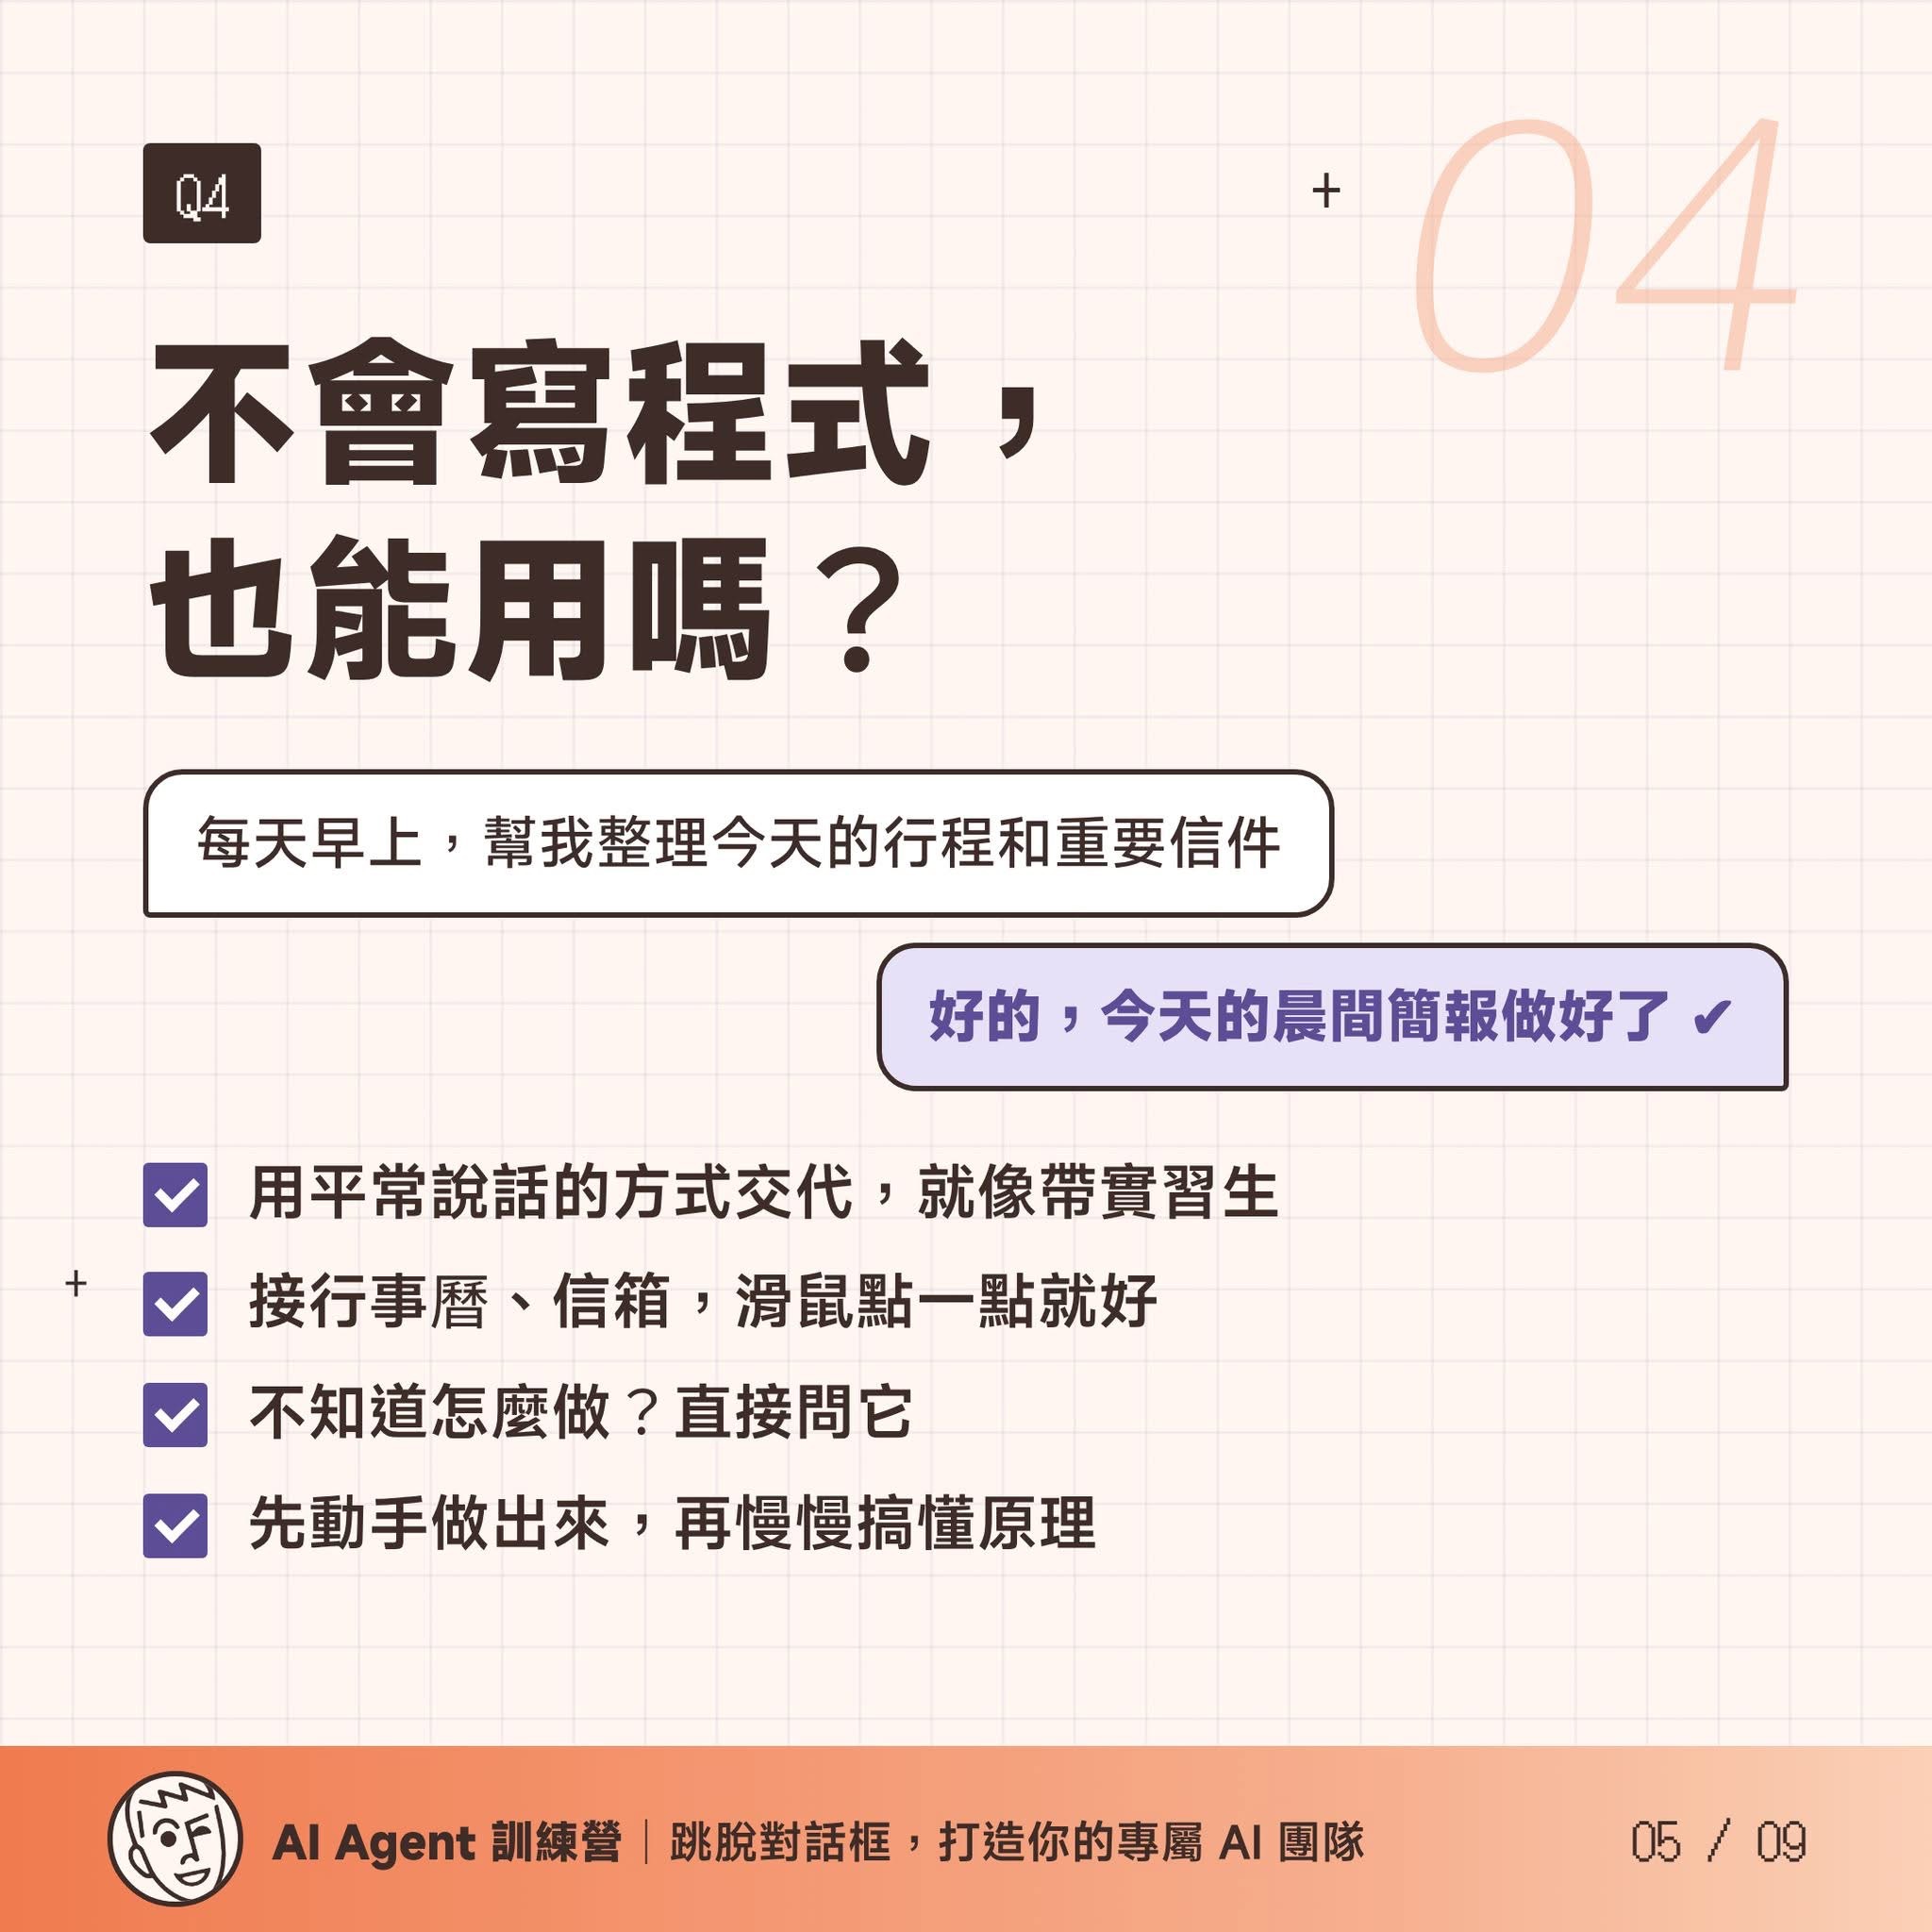 Q4
04
不會寫程式，
也能用嗎？
每天早上，幫我整理今天的行程和重要信件
好的，今天的晨間簡報做好了 ✔
用平常說話的方式交代，就像帶實習生
接行事曆、信箱，滑鼠點一點就好
不知道怎麼做？直接問它
先動手做出來，再慢慢搞懂原理
AI Agent 訓練營｜跳脫對話框，打造你的專屬 AI 團隊
05 / 09